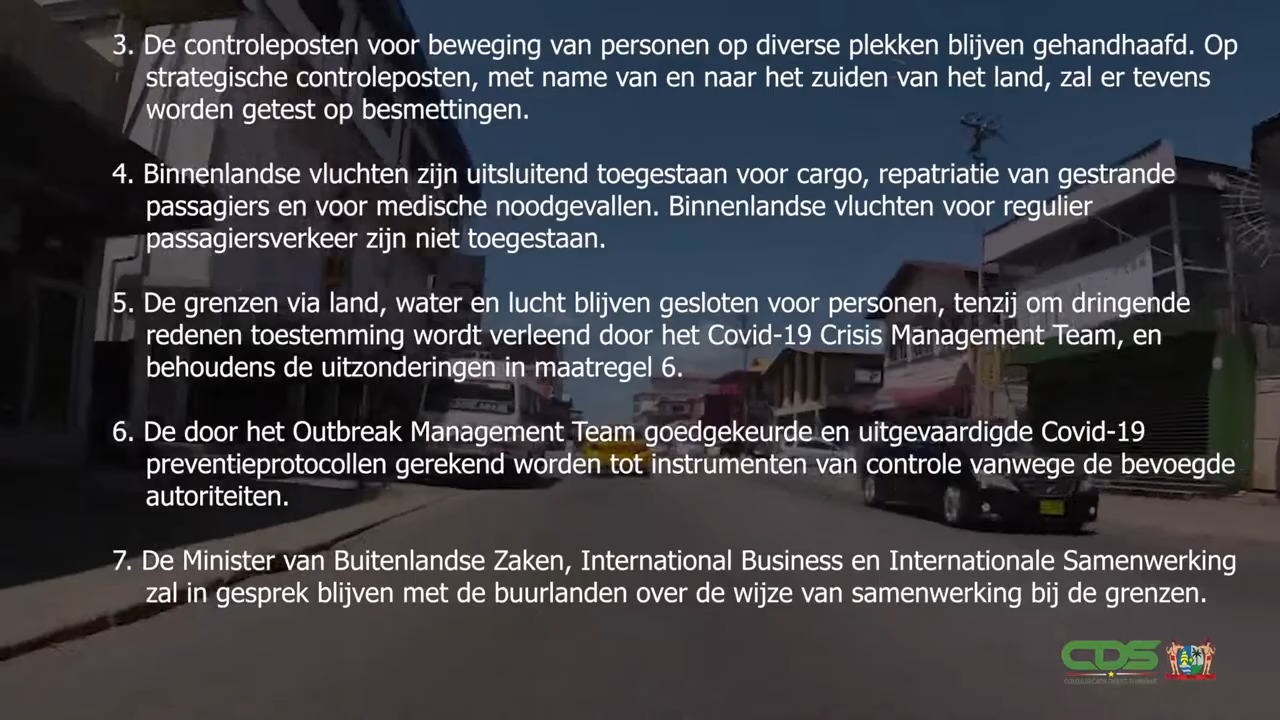 3. De controleposten voor beweging van personen op diverse plekken blijven gehandhaafd. Op
strategische controleposten, met name van en naar het zuiden van het land, zal er tevens
worden getest op besmettingen.
4. Binnenlandse vluchten zijn uitsluitend toegestaan voor cargo, repatriatie van gestrande
passagiers en voor medische noodgevallen. Binnenlandse vluchten voor regulier
passagiersverkeer zijn niet toegestaan.
5. De grenzen via land, water en lucht blijven gesloten voor personen, tenzij om dringende
redenen toestemming wordt verleend door het Covid-19 Crisis Management Team, en
behoudens de uitzonderingen in maatregel 6.
6. De door het Outbreak Management Team goedgekeurde en uitgevaardigde Covid-19
preventieprotocollen gerekend worden tot instrumenten van controle vanwege de bevoegde
autoriteiten.
7. De Minister van Buitenlandse Zaken, International Business en Internationale Samenwerking
zal in gesprek blijven met de buurlanden over de wijze van samenwerking bij de grenzen.
CDS